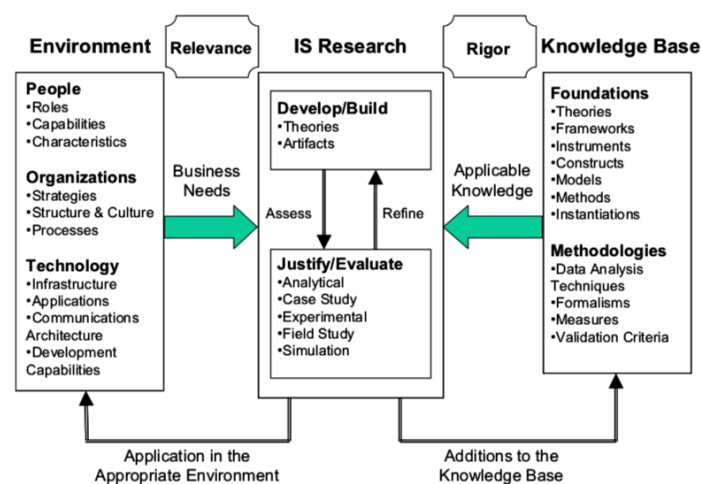 Environment
Relevance
IS Research
Rigor
Knowledge Base
People
•Roles
•Capabilities
•Characteristics
Organizations
•Strategies
•Structure & Culture
•Processes
Technology
•Infrastructure
•Applications
•Communications
Architecture
•Development
Capabilities
Business
Needs
Develop/Build
•Theories
•Artifacts
Assess
Refine
Justify/Evaluate
•Analytical
•Case Study
•Experimental
•Field Study
•Simulation
Applicable
Knowledge
Foundations
•Theories
•Frameworks
•Instruments
•Constructs
•Models
•Methods
•Instantiations
Methodologies
•Data Analysis
Techniques
•Formalisms
•Measures
•Validation Criteria
Application in the
Appropriate Environment
Additions to the
Knowledge Base